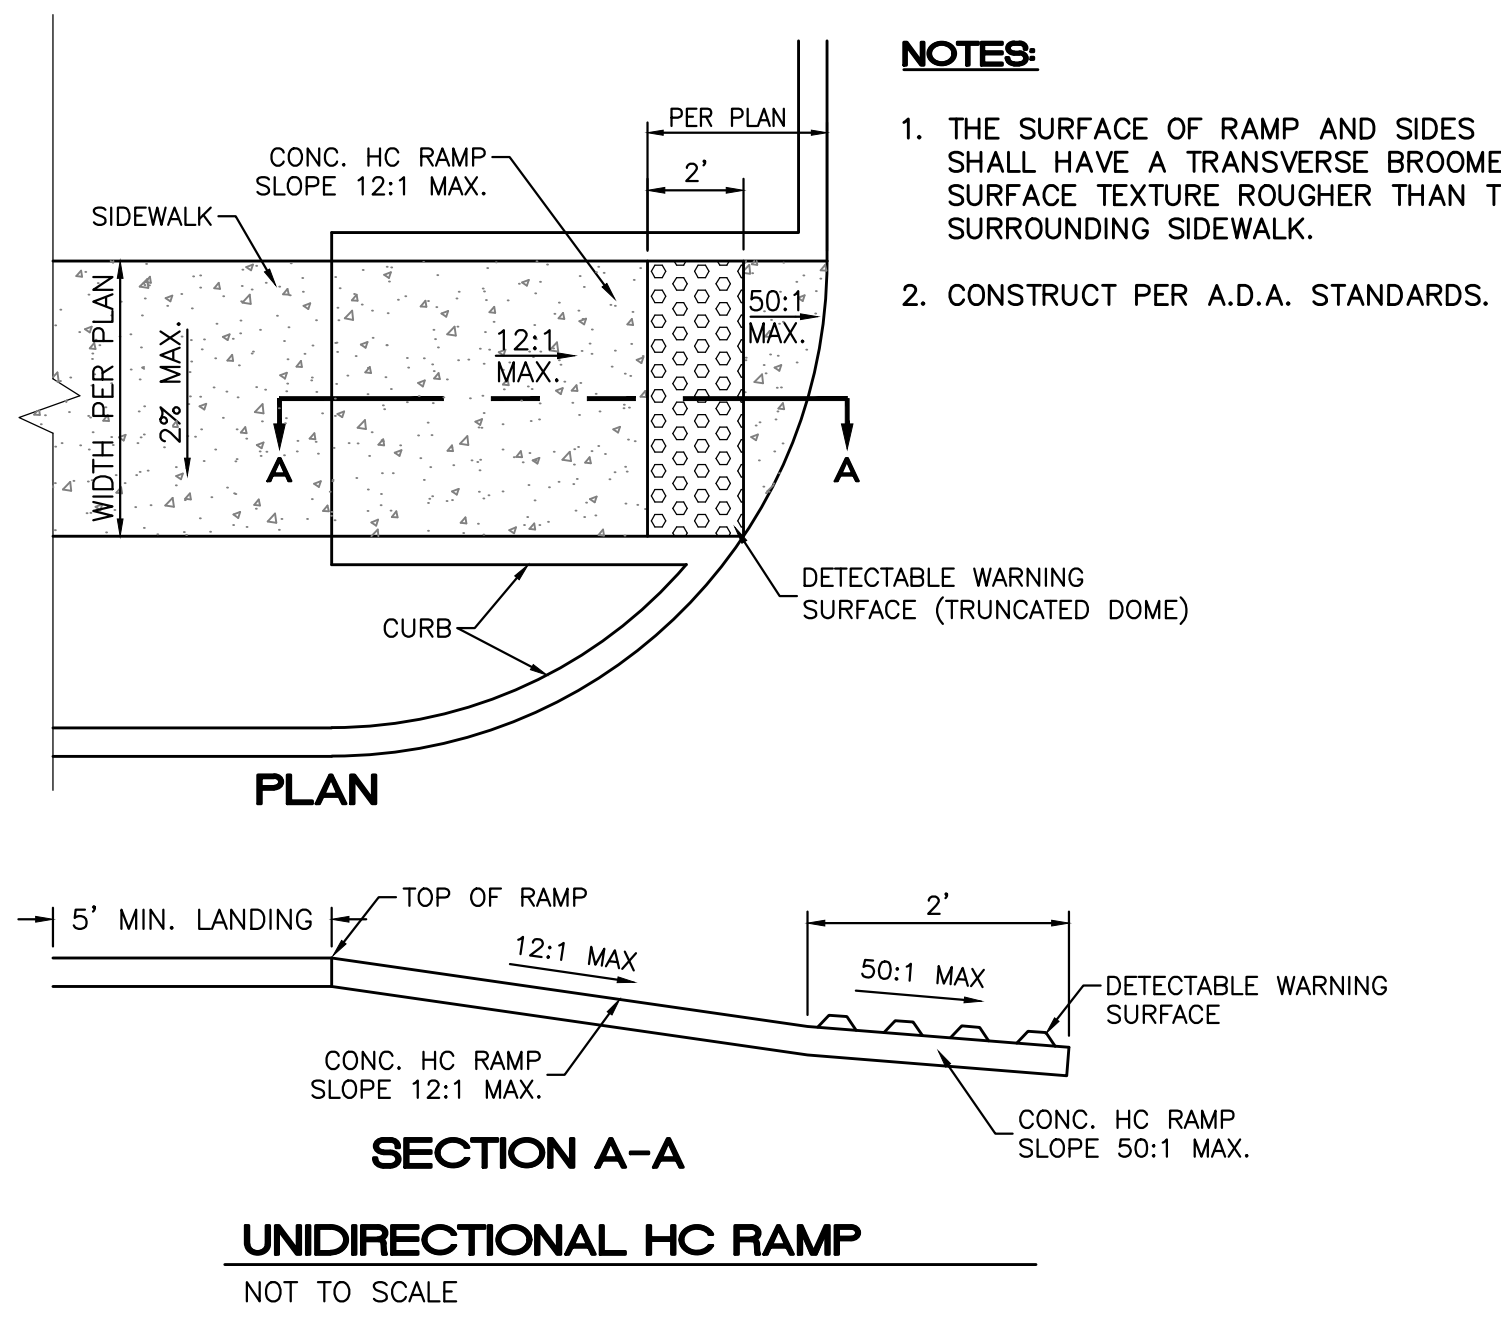 NOTES:
1. THE SURFACE OF RAMP AND SIDES
SHALL HAVE A TRANSVERSE
SURFACE TEXTURE ROUGHER THAN
SURROUNDING SIDEWALK.
2. CONSTRUCT PER A.D.A. STANDARDS.
PER PLAN
2'
CONC. HC RAMP
SLOPE 12:1 MAX.
SIDEWALK
WIDTH PER PLAN
2% MAX.
12:1
MAX.
50:1
MAX.
A
A
DETECTABLE WARNING
SURFACE (TRUNCATED DOME)
CURB
PLAN
5' MIN. LANDING
TOP OF RAMP
12:1 MAX
2'
50:1 MAX
DETECTABLE WARNING
SURFACE
CONC. HC RAMP
SLOPE 12:1 MAX.
CONC. HC RAMP
SLOPE 50:1 MAX.
SECTION A-A
UNIDIRECTIONAL HC RAMP
NOT TO SCALE